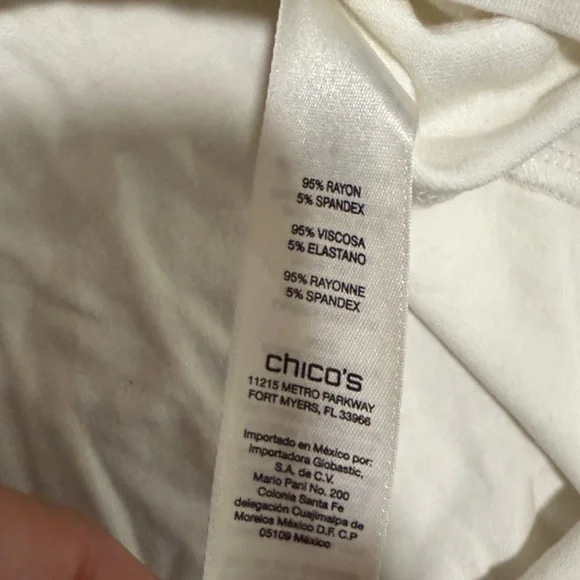 95% RAYON
5% SPANDEX
95% VISCOSA
5% ELASTANO
95% RAYONNE
5% SPANDEX
chico's
11215 METRO PARKWAY
FORT MYERS, FL 33966
Importado en México por:
Importadora Globastic,
S.A. de C.V.
Mario Pani No. 200
Colonia Santa Fe
delegación Cuajimalpa de
Morelos México D.F. C.P
05109 México